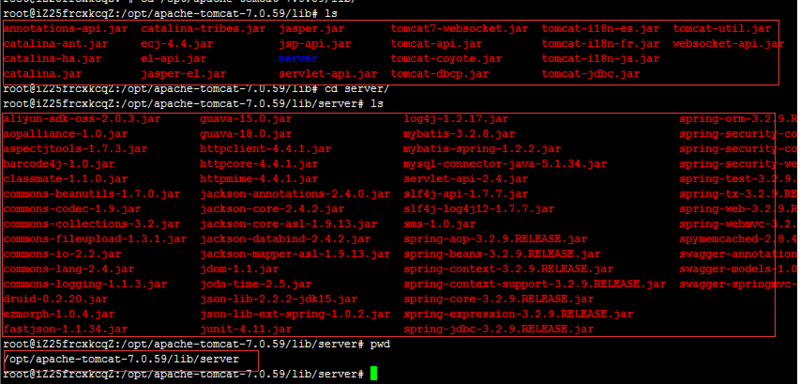 root@iZ25frcxkcqZ:~# cd /opt/apache-tomcat-7.0.59/lib/
root@iZ25frcxkcqZ:/opt/apache-tomcat-7.0.59/lib# ls
annotations-api.jar catalina-tribes.jar jasper.jar tomcat7-websocket.jar tomcat-i18n-es.jar tomcat-util.jar
catalina-ant.jar ecj-4.4.jar jsp-api.jar tomcat-api.jar tomcat-i18n-fr.jar websocket-api.jar
catalina-ha.jar el-api.jar server tomcat-coyote.jar tomcat-i18n-ja.jar
catalina.jar jasper-el.jar servlet-api.jar tomcat-dbcp.jar tomcat-jdbc.jar
root@iZ25frcxkcqZ:/opt/apache-tomcat-7.0.59/lib# cd server/
root@iZ25frcxkcqZ:/opt/apache-tomcat-7.0.59/lib/server# ls
aliyun-sdk-oss-2.0.3.jar guava-15.0.jar log4j-1.2.17.jar spring-orm-3.2.9.R
aopalliance-1.0.jar guava-18.0.jar mybatis-3.2.8.jar spring-security-co
aspectjtools-1.7.3.jar httpclient-4.4.1.jar mybatis-spring-1.2.2.jar spring-security-co
barcode4j-1.0.jar httpcore-4.4.1.jar mysql-connector-java-5.1.34.jar spring-security-we
classmate-1.1.0.jar httpmime-4.4.1.jar servlet-api-2.4.jar spring-test-3.2.9.
commons-beanutils-1.7.0.jar jackson-annotations-2.4.0.jar slf4j-api-1.7.7.jar spring-tx-3.2.9.RE
commons-codec-1.9.jar jackson-core-2.4.2.jar slf4j-log4j12-1.7.7.jar spring-web-3.2.9.R
commons-collections-3.2.jar jackson-core-asl-1.9.13.jar sms-1.0.jar spring-webmvc-3.2.
commons-fileupload-1.3.1.jar jackson-databind-2.4.2.jar spring-aop-3.2.9.RELEASE.jar spymemcached-2.8.4
commons-io-2.2.jar jackson-mapper-asl-1.9.13.jar spring-beans-3.2.9.RELEASE.jar swagger-annotation
commons-lang-2.4.jar jdom-1.1.jar spring-context-3.2.9.RELEASE.jar swagger-models-1.0
commons-logging-1.1.3.jar joda-time-2.5.jar spring-context-support-3.2.9.RELEASE.jar swagger-springmvc-
druid-0.2.20.jar json-lib-2.2.2-jdk15.jar spring-core-3.2.9.RELEASE.jar
ezmorph-1.0.4.jar json-lib-ext-spring-1.0.2.jar spring-expression-3.2.9.RELEASE.jar
fastjson-1.1.34.jar junit-4.11.jar spring-jdbc-3.2.9.RELEASE.jar
root@iZ25frcxkcqZ:/opt/apache-tomcat-7.0.59/lib/server# pwd
/opt/apache-tomcat-7.0.59/lib/server
root@iZ25frcxkcqZ:/opt/apache-tomcat-7.0.59/lib/server#